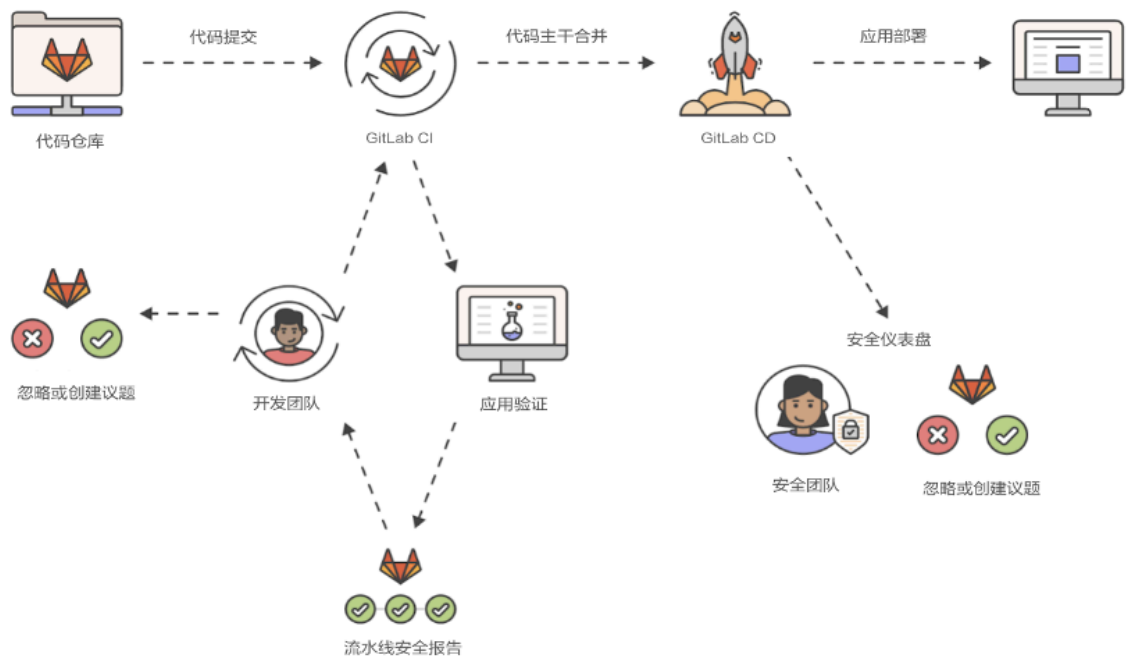 代码提交
代码主干合并
应用部署
代码仓库
GitLab CI
GitLab CD
安全仪表盘
忽略或创建议题
开发团队
应用验证
安全团队
忽略或创建议题
流水线安全报告